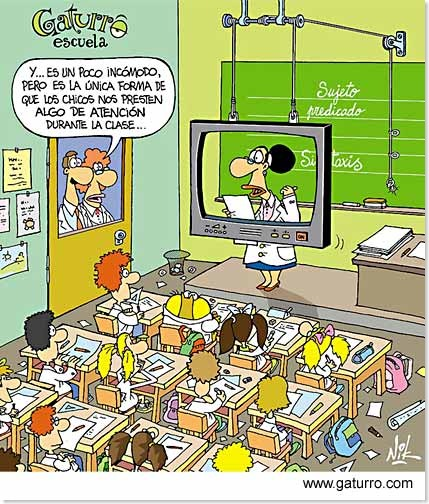 Gaturro
escuela
Y... ES UN POCO INCÓMODO,
PERO ES LA ÚNICA FORMA DE
QUE LOS CHICOS NOS PRESTEN
ALGO DE ATENCIÓN
DURANTE LA CLASE...
Sujeto
predicado
Nik
www.gaturro.com